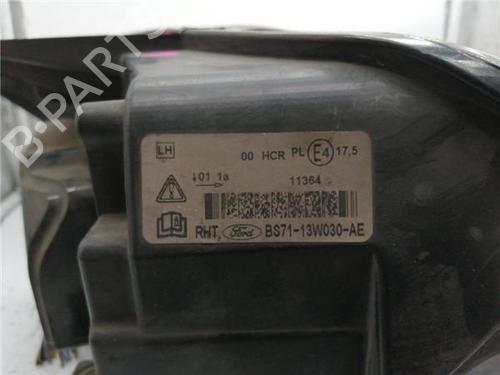 B-PARTS
LH
00 HCR PL E4 17,5
01 1a
11364
RHT, Ford BS71-13W030-AE